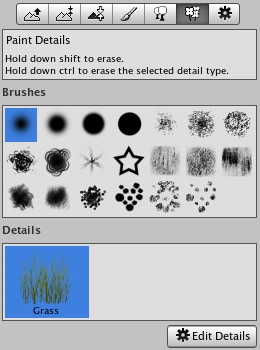 Paint Details
Hold down shift to erase.
Hold down ctrl to erase the selected detail type.
Brushes
Details
Grass
Edit Details